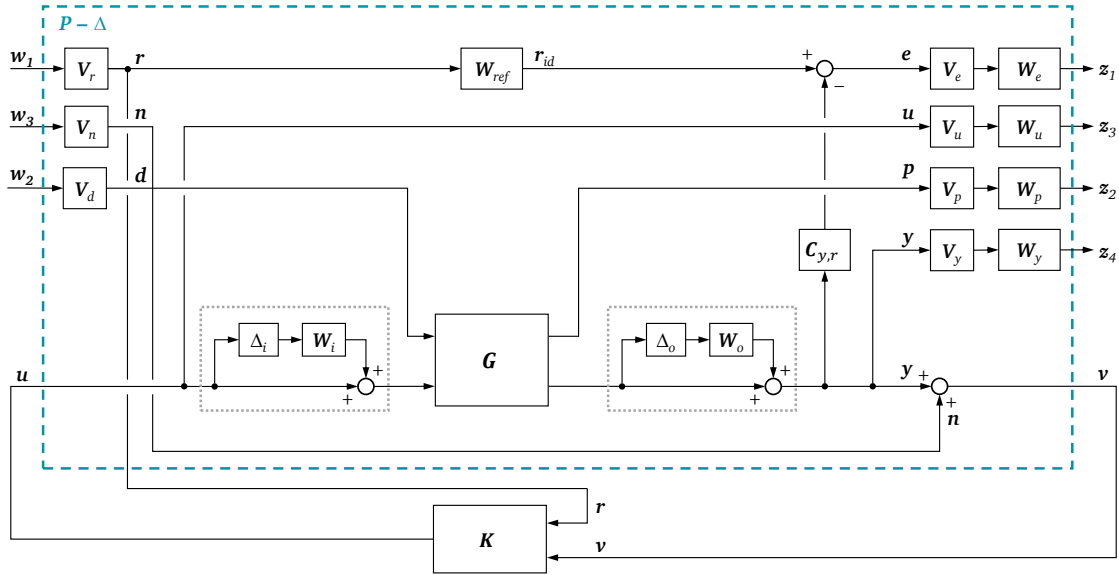 P − Δ
w1 Vr r Wref rid + − e Ve We z1
w3 Vn n u Vu Wu z3
w2 Vd d p Vp Wp z2
Cy,r y Vy Wy z4
Δi Wi + G Δo Wo +
u + + y + v
+ n
r
K
v